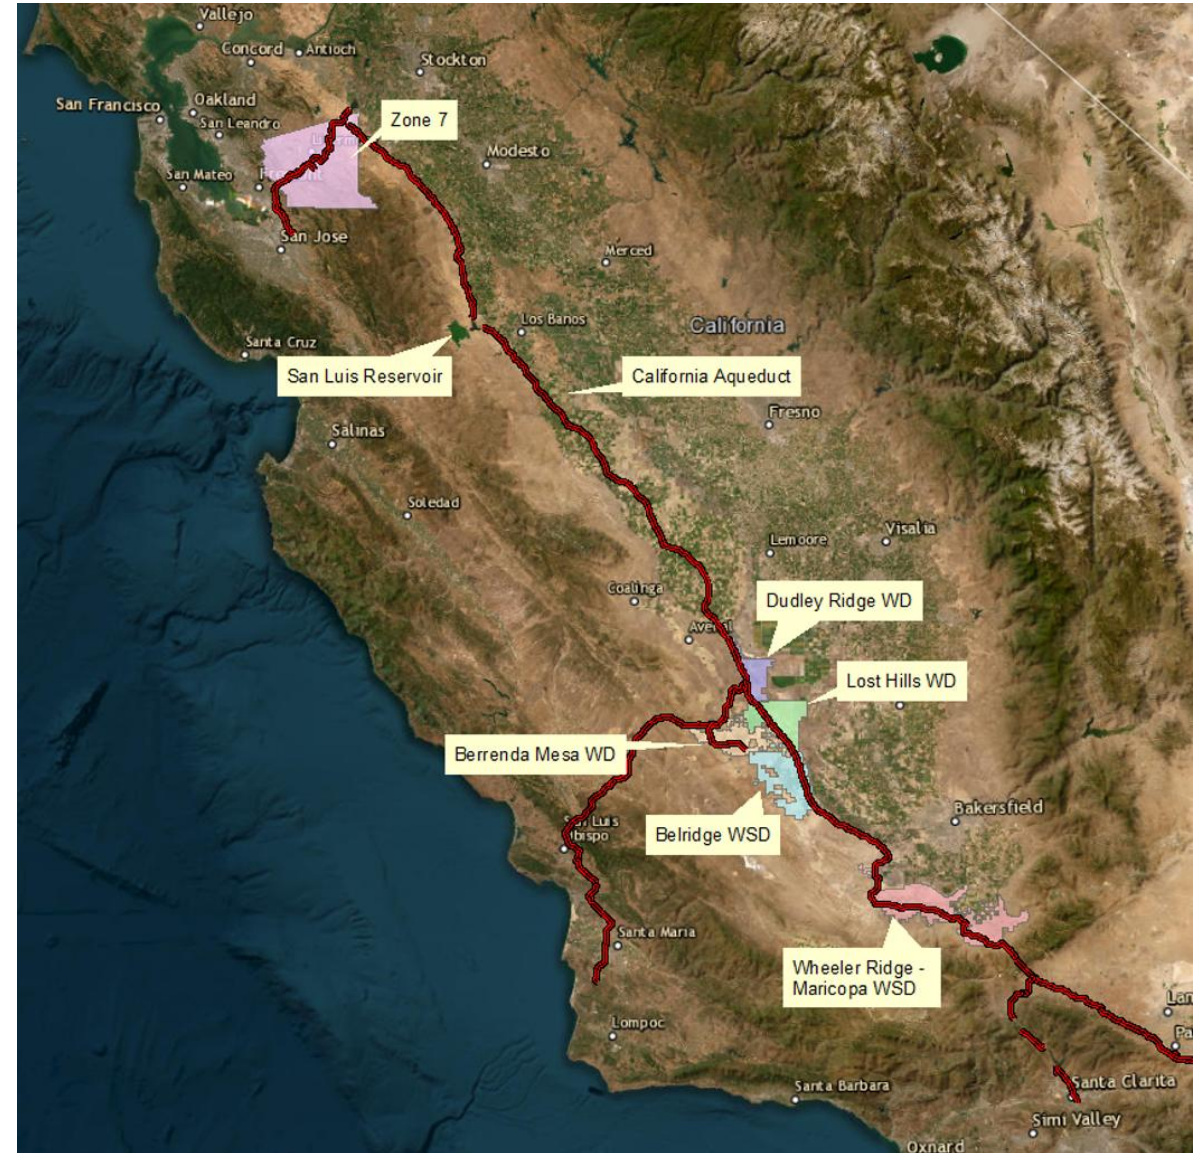 Vallejo
Concord
Antioch
Stockton
San Francisco
Oakland
Zone 7
San Leandro
Modesto
San Mateo
San Jose
Merced
Los Banos
California
Santa Cruz
San Luis Reservoir
California Aqueduct
Fresno
Salinas
Soledad
Visalia
Lemoore
Coalinga
Dudley Ridge WD
Lost Hills WD
Berrenda Mesa WD
Bakersfield
Belridge WSD
Santa Maria
Wheeler Ridge -
Maricopa WSD
Lompoc
Santa Barbara
Santa Clarita
Simi Valley
Oxnard